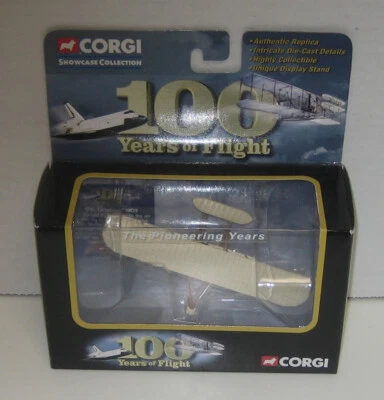 CORGI
SHOWCASE COLLECTION
• Authentic Replica
• Intricate Die-Cast Details
• Highly Collectible
• Unique Display Stand
100
Years of Flight
The Pioneering Years
100
Years of Flight
CORGI